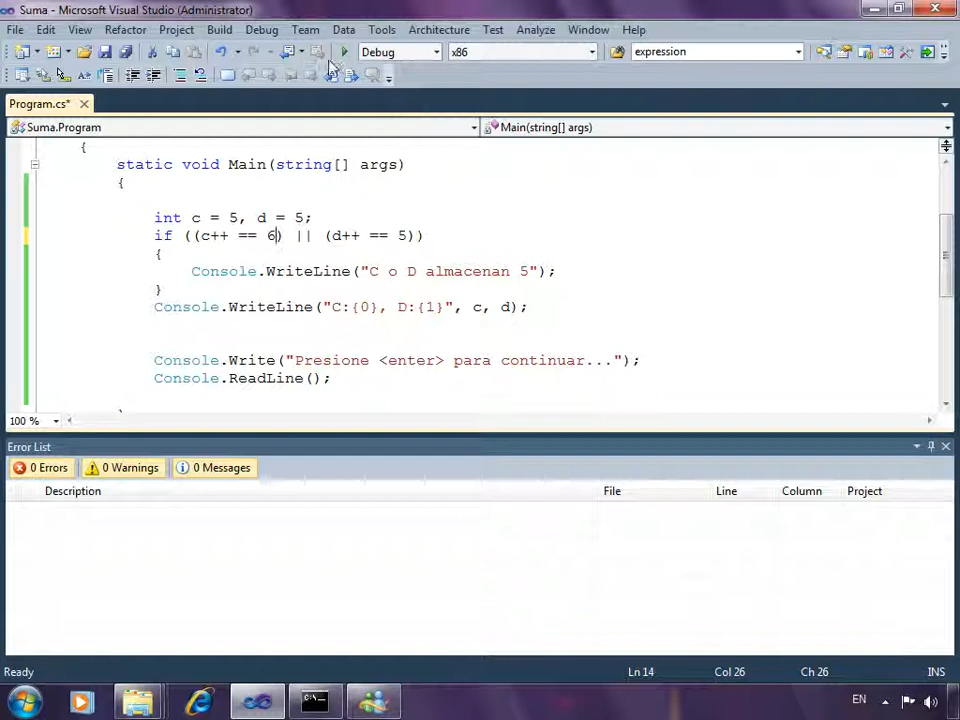 Suma - Microsoft Visual Studio (Administrator)
File Edit View Refactor Project Build Debug Team Data Tools Architecture Test Analyze Window Help
Debug x86 expression
Program.cs*
Suma.Program Main(string[] args)
{
static void Main(string[] args)
{
int c = 5, d = 5;
if ((c++ == 6) || (d++ == 5))
{
Console.WriteLine("C o D almacenan 5");
}
Console.WriteLine("C:{0}, D:{1}", c, d);
Console.Write("Presione <enter> para continuar...");
Console.ReadLine();
100 %
Error List
0 Errors 0 Warnings 0 Messages
Description File Line Column Project
Ready Ln 14 Col 26 Ch 26 INS
EN